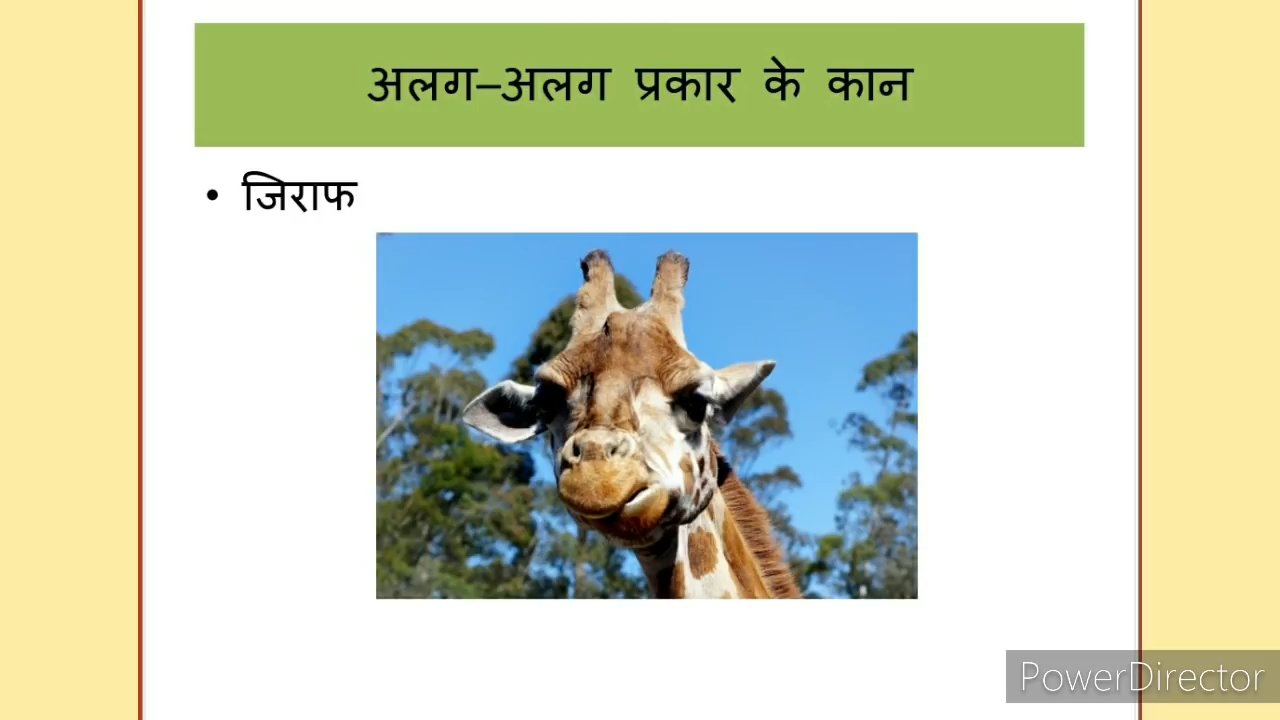 अलग–अलग प्रकार के कान
• जिराफ
PowerDirector